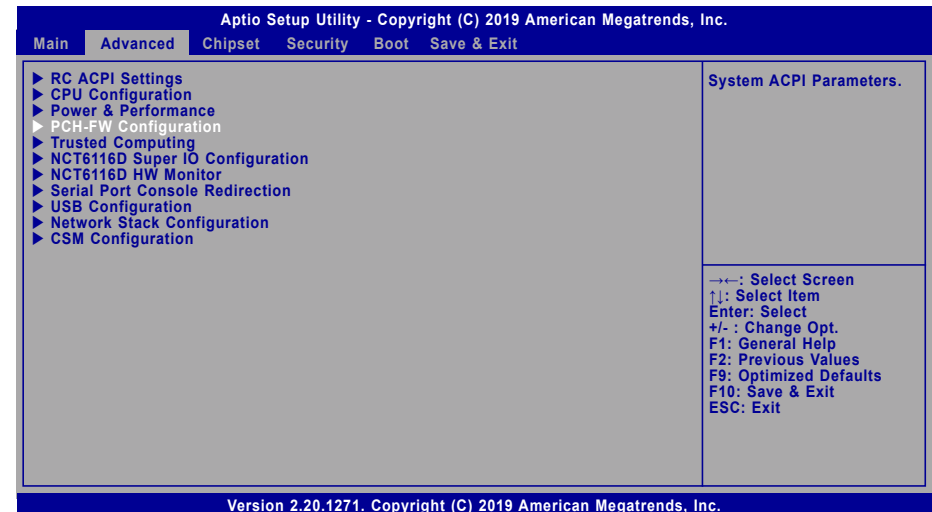 Aptio Setup Utility - Copyright (C) 2019 American Megatrends, Inc.
Main Advanced Chipset Security Boot Save & Exit
▶ RC ACPI Settings
▶ CPU Configuration
▶ Power & Performance
▶ PCH-FW Configuration
▶ Trusted Computing
▶ NCT6116D Super IO Configuration
▶ NCT6116D HW Monitor
▶ Serial Port Console Redirection
▶ USB Configuration
▶ Network Stack Configuration
▶ CSM Configuration
System ACPI Parameters.
→←: Select Screen
↑↓: Select Item
Enter: Select
+/- : Change Opt.
F1: General Help
F2: Previous Values
F9: Optimized Defaults
F10: Save & Exit
ESC: Exit
Version 2.20.1271. Copyright (C) 2019 American Megatrends, Inc.